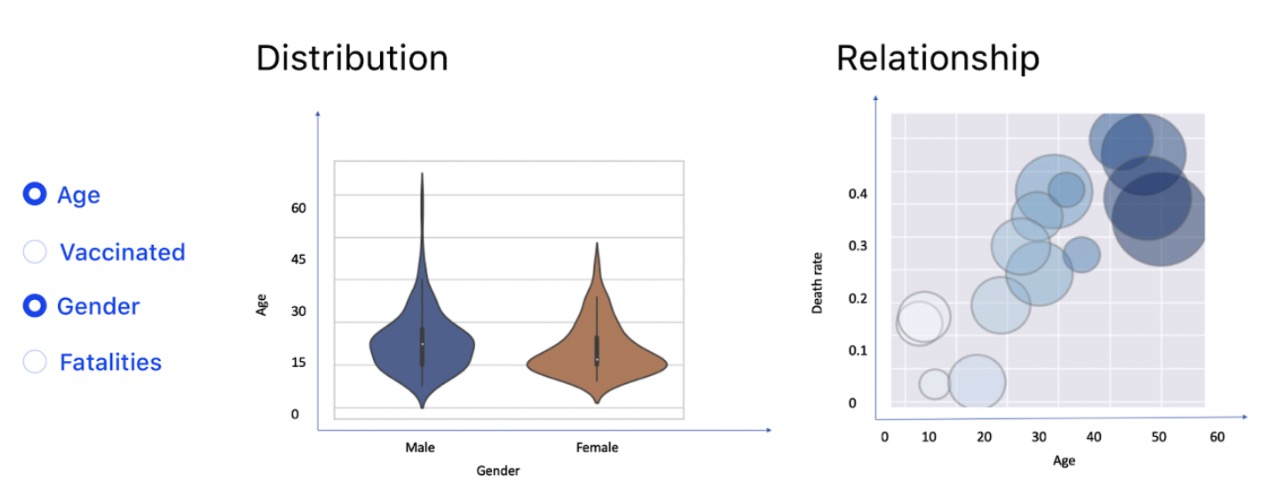 Distribution
Relationship
Age
Vaccinated
Gender
Fatalities
Age
60
45
30
15
0
Male
Female
Gender
Death rate
0.4
0.3
0.2
0.1
0
0 10 20 30 40 50 60
Age